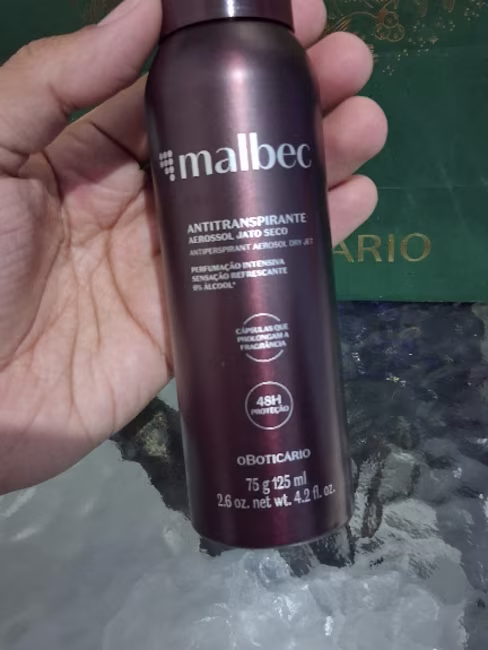 malbec
ANTITRANSPIRANTE
AEROSSOL JATO SECO
ANTIPERSPIRANT AEROSOL DRY JET
PERFUMAÇÃO INTENSIVA
SENSAÇÃO REFRESCANTE
0% ÁLCOOL*
CÁPSULAS QUE
PROLONGAM A
FRAGRÂNCIA
48H
PROTEÇÃO
oBOTICÁRIO
75 g 125 ml
2.6 oz. net wt. 4.2 fl. oz.
ÁRIO